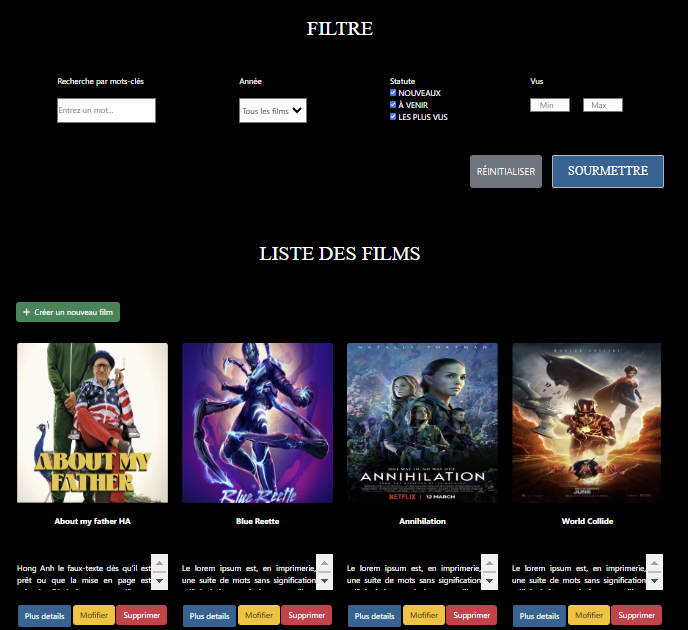 FILTRE
Recherche par mots-clés
Entrez un mot...
Année
Tous les films
Statute
NOUVEAUX
À VENIR
LES PLUS VUS
Vus
Min
Max
RÉINITIALISER
SOURMETTRE
LISTE DES FILMS
+ Créer un nouveau film
ABOUT MY
FATHER
Blue Reette
NATALIE PORTMAN
ANNIHILATION
NETFLIX | 12 MARCH
WORLDS COLLIDE
JUNE
About my father HA
Blue Reette
Annihilation
World Collide
Hong Anh le faux-texte dès qu'il est
prêt ou que la mise en page est
Le lorem ipsum est, en imprimerie,
une suite de mots sans signification
Le lorem ipsum est, en imprimerie,
une suite de mots sans signification
Le lorem ipsum est, en imprimerie,
une suite de mots sans signification
Plus details
Mofifier
Supprimer
Plus details
Mofifier
Supprimer
Plus details
Mofifier
Supprimer
Plus details
Mofifier
Supprimer